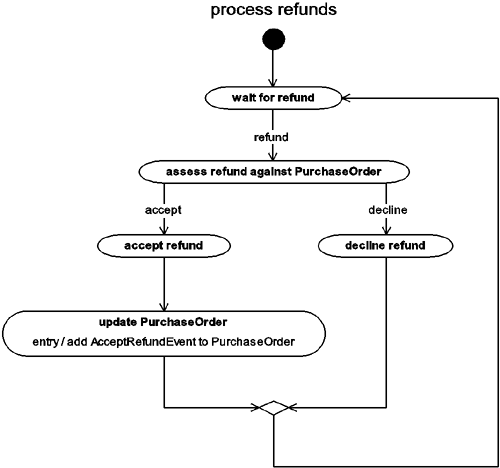 process refunds
wait for refund
refund
assess refund against PurchaseOrder
accept
decline
accept refund
decline refund
update PurchaseOrder
entry / add AcceptRefundEvent to PurchaseOrder